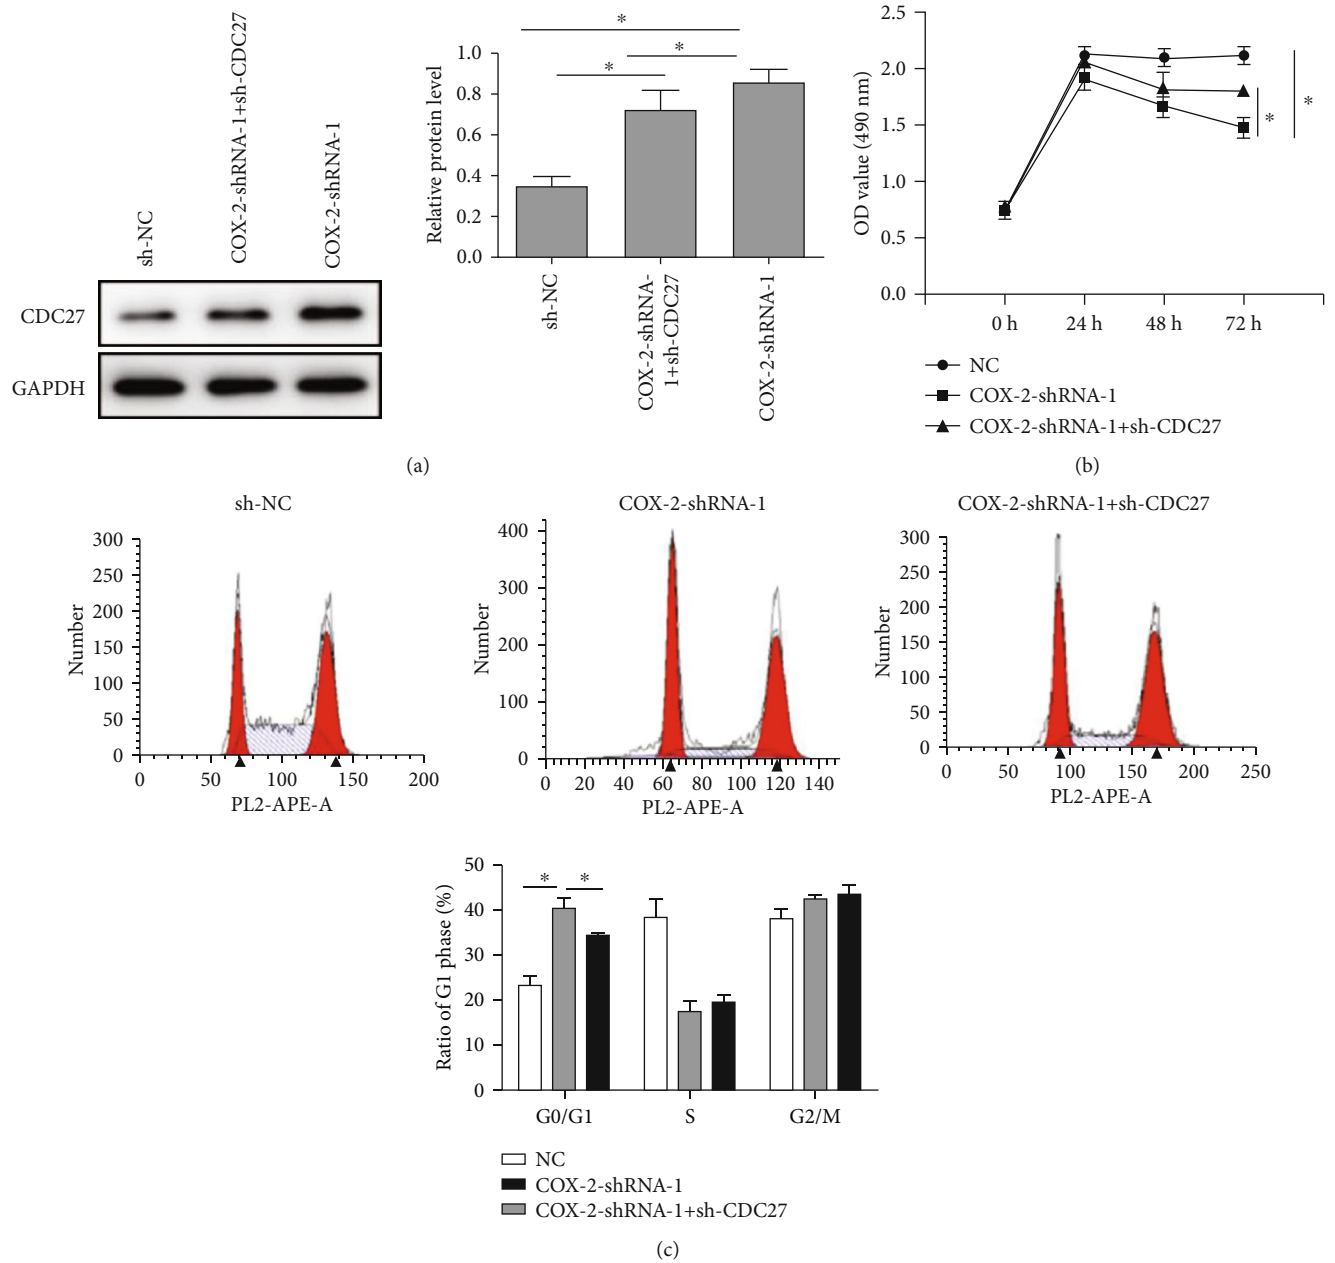 sh-NC
COX-2-shRNA-1+sh-CDC27
COX-2-shRNA-1
CDC27
GAPDH
Relative protein level
1.0
0.8
0.6
0.4
0.2
0.0
*
*
*
sh-NC
COX-2-shRNA-
1+sh-CDC27
COX-2-shRNA-1
(a)
OD value (490 nm)
2.5
2.0
1.5
1.0
0.5
0.0
*
*
0 h
24 h
48 h
72 h
NC
COX-2-shRNA-1
COX-2-shRNA-1+sh-CDC27
(b)
sh-NC
Number
300
250
200
150
100
50
0
0
50
100
150
200
PL2-APE-A
COX-2-shRNA-1
Number
400
300
200
100
0
0
20
40
60
80
100
120
140
PL2-APE-A
COX-2-shRNA-1+sh-CDC27
Number
300
250
200
150
100
50
0
0
50
100
150
200
250
PL2-APE-A
Ratio of G1 phase (%)
50
40
30
20
10
0
*
*
G0/G1
S
G2/M
NC
COX-2-shRNA-1
COX-2-shRNA-1+sh-CDC27
(c)